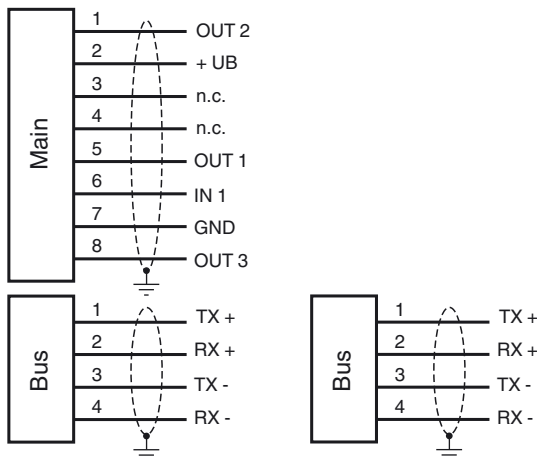 Main
1 OUT 2
2 + UB
3 n.c.
4 n.c.
5 OUT 1
6 IN 1
7 GND
8 OUT 3
Bus
1 TX +
2 RX +
3 TX -
4 RX -
Bus
1 TX +
2 RX +
3 TX -
4 RX -